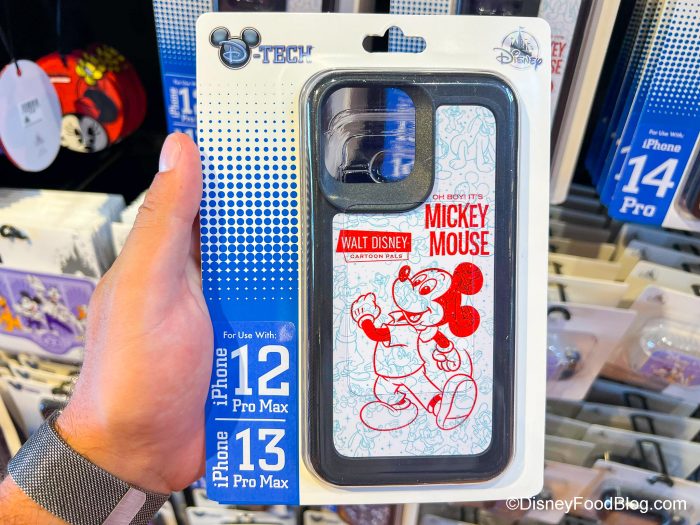 D-TECH
Disney
PARKS
OH BOY! IT'S
MICKEY
MOUSE
WALT DISNEY
CARTOON PALS
For Use With:
iPhone 12
Pro Max
iPhone 13
Pro Max
For Use With:
iPhone
14
Pro
©DisneyFoodBlog.com